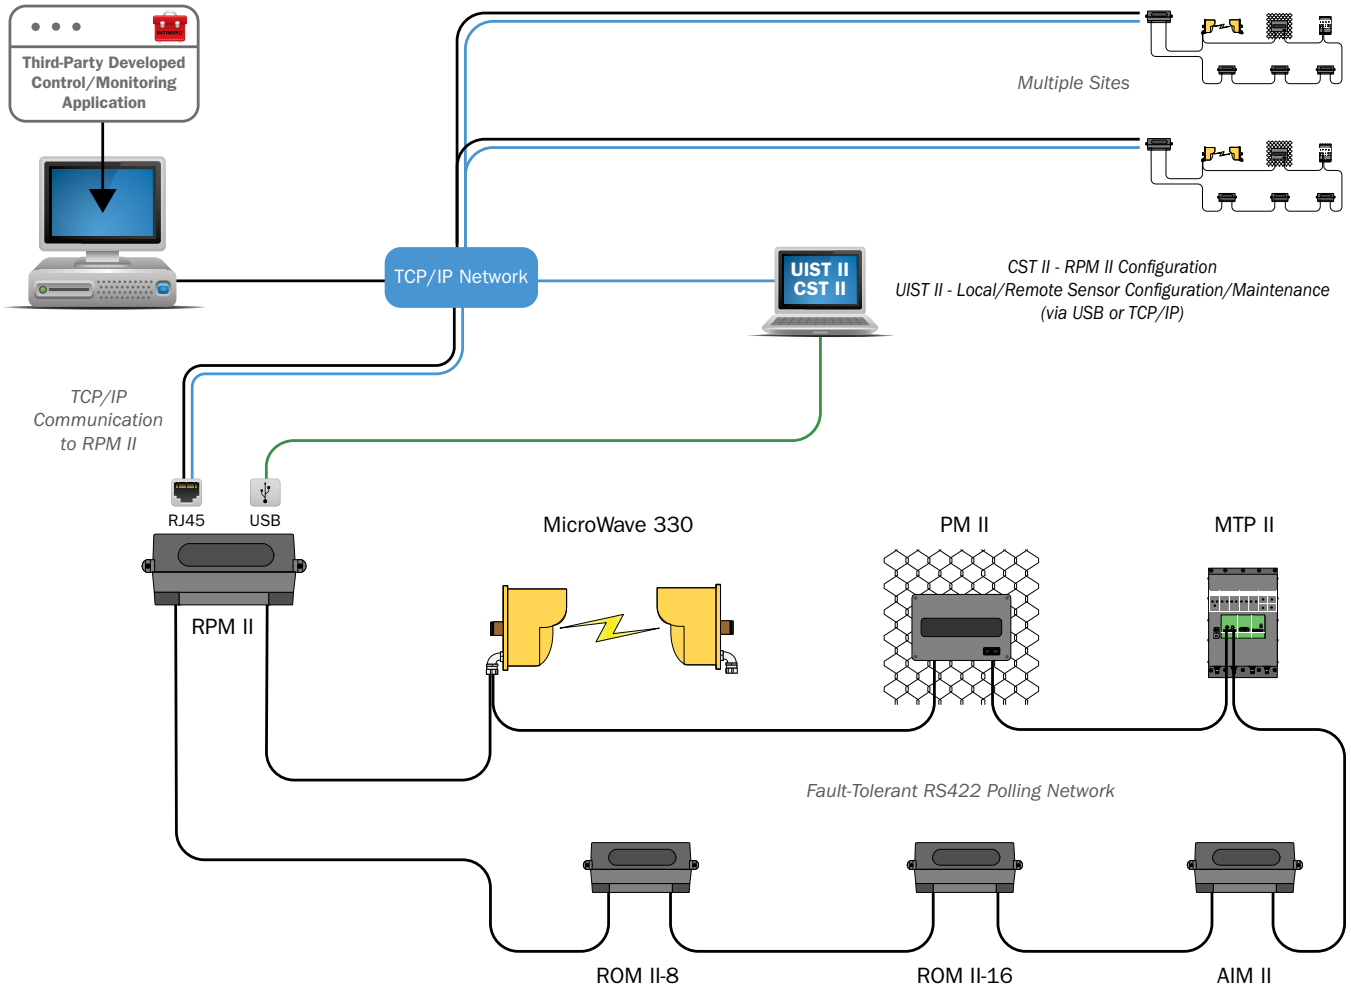 INTREPID
Third-Party Developed
Control/Monitoring
Application
Multiple Sites
TCP/IP Network
UIST II
CST II
CST II - RPM II Configuration
UIST II - Local/Remote Sensor Configuration/Maintenance
(via USB or TCP/IP)
TCP/IP
Communication
to RPM II
RJ45
USB
RPM II
MicroWave 330
PM II
MTP II
Fault-Tolerant RS422 Polling Network
ROM II-8
ROM II-16
AIM II